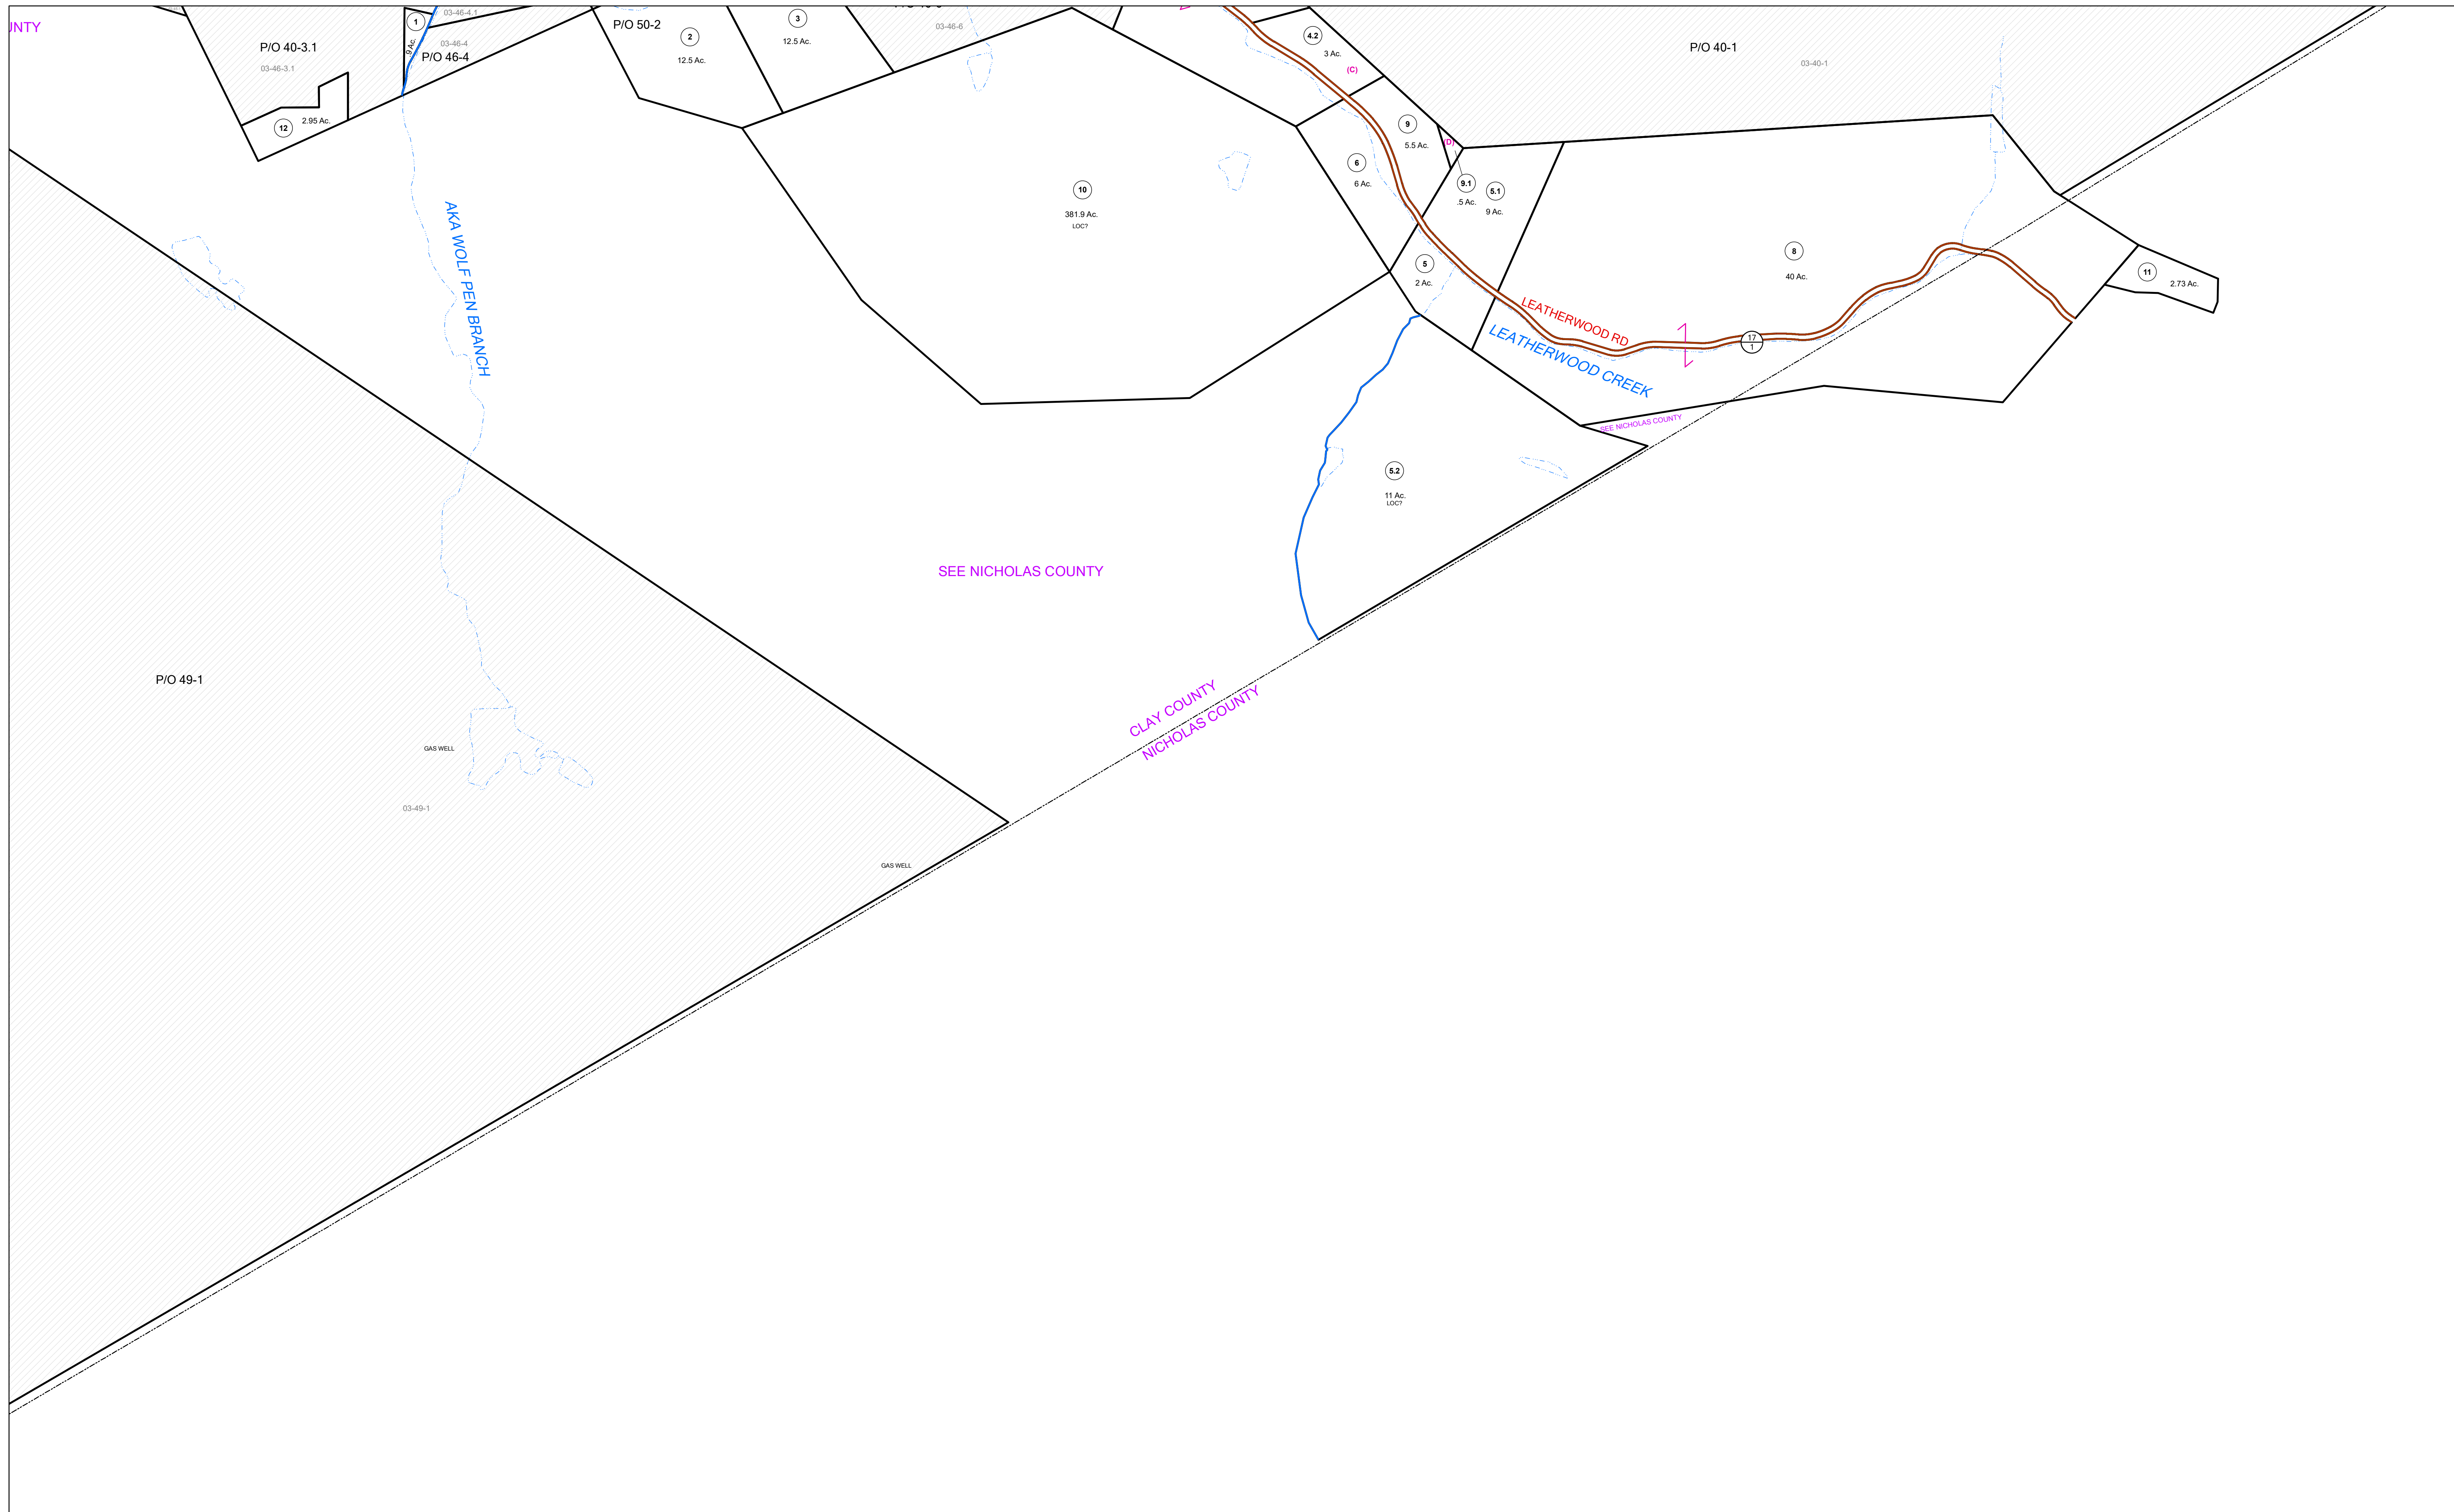 P/O 40-3.1
03-46-3.1
12
2.95 Ac.
1
9 Ac.
03-46-4.1
03-46-4
P/O 46-4
P/O 50-2
2
12.5 Ac.
3
12.5 Ac.
03-46-6
4.2
3 Ac.
(C)
P/O 40-1
03-40-1
9
5.5 Ac.
(D)
6
6 Ac.
9.1
.5 Ac.
5.1
9 Ac.
10
381.9 Ac.
LOC?
AKA WOLF PEN BRANCH
5
2 Ac.
8
40 Ac.
11
2.73 Ac.
LEATHERWOOD RD
LEATHERWOOD CREEK
17
1
SEE NICHOLAS COUNTY
5.2
11 Ac.
LOC?
SEE NICHOLAS COUNTY
P/O 49-1
CLAY COUNTY
NICHOLAS COUNTY
GAS WELL
03-49-1
GAS WELL